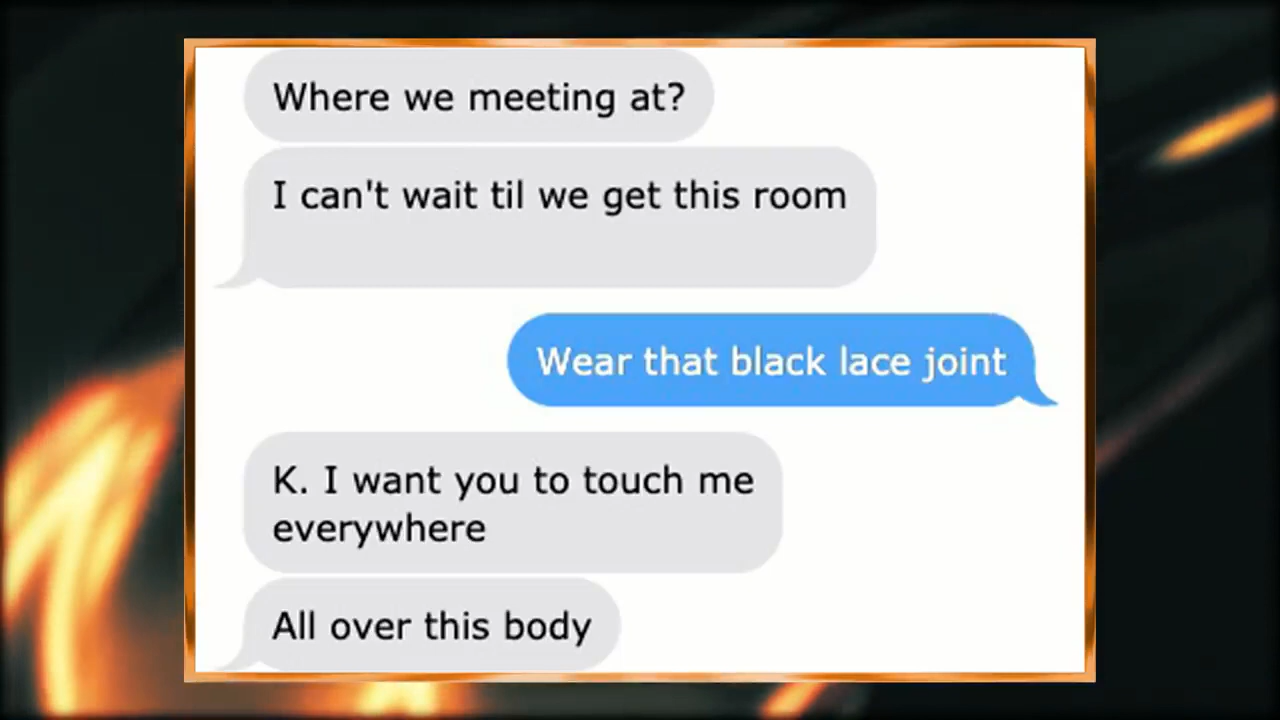 Where we meeting at?
I can't wait til we get this room
Wear that black lace joint
K. I want you to touch me
everywhere
All over this body